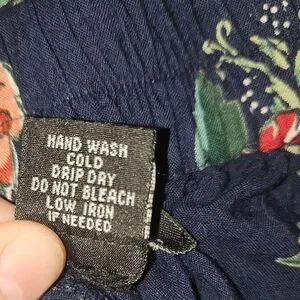 HAND WASH
COLD
DRIP DRY
DO NOT BLEACH
LOW IRON
IF NEEDED